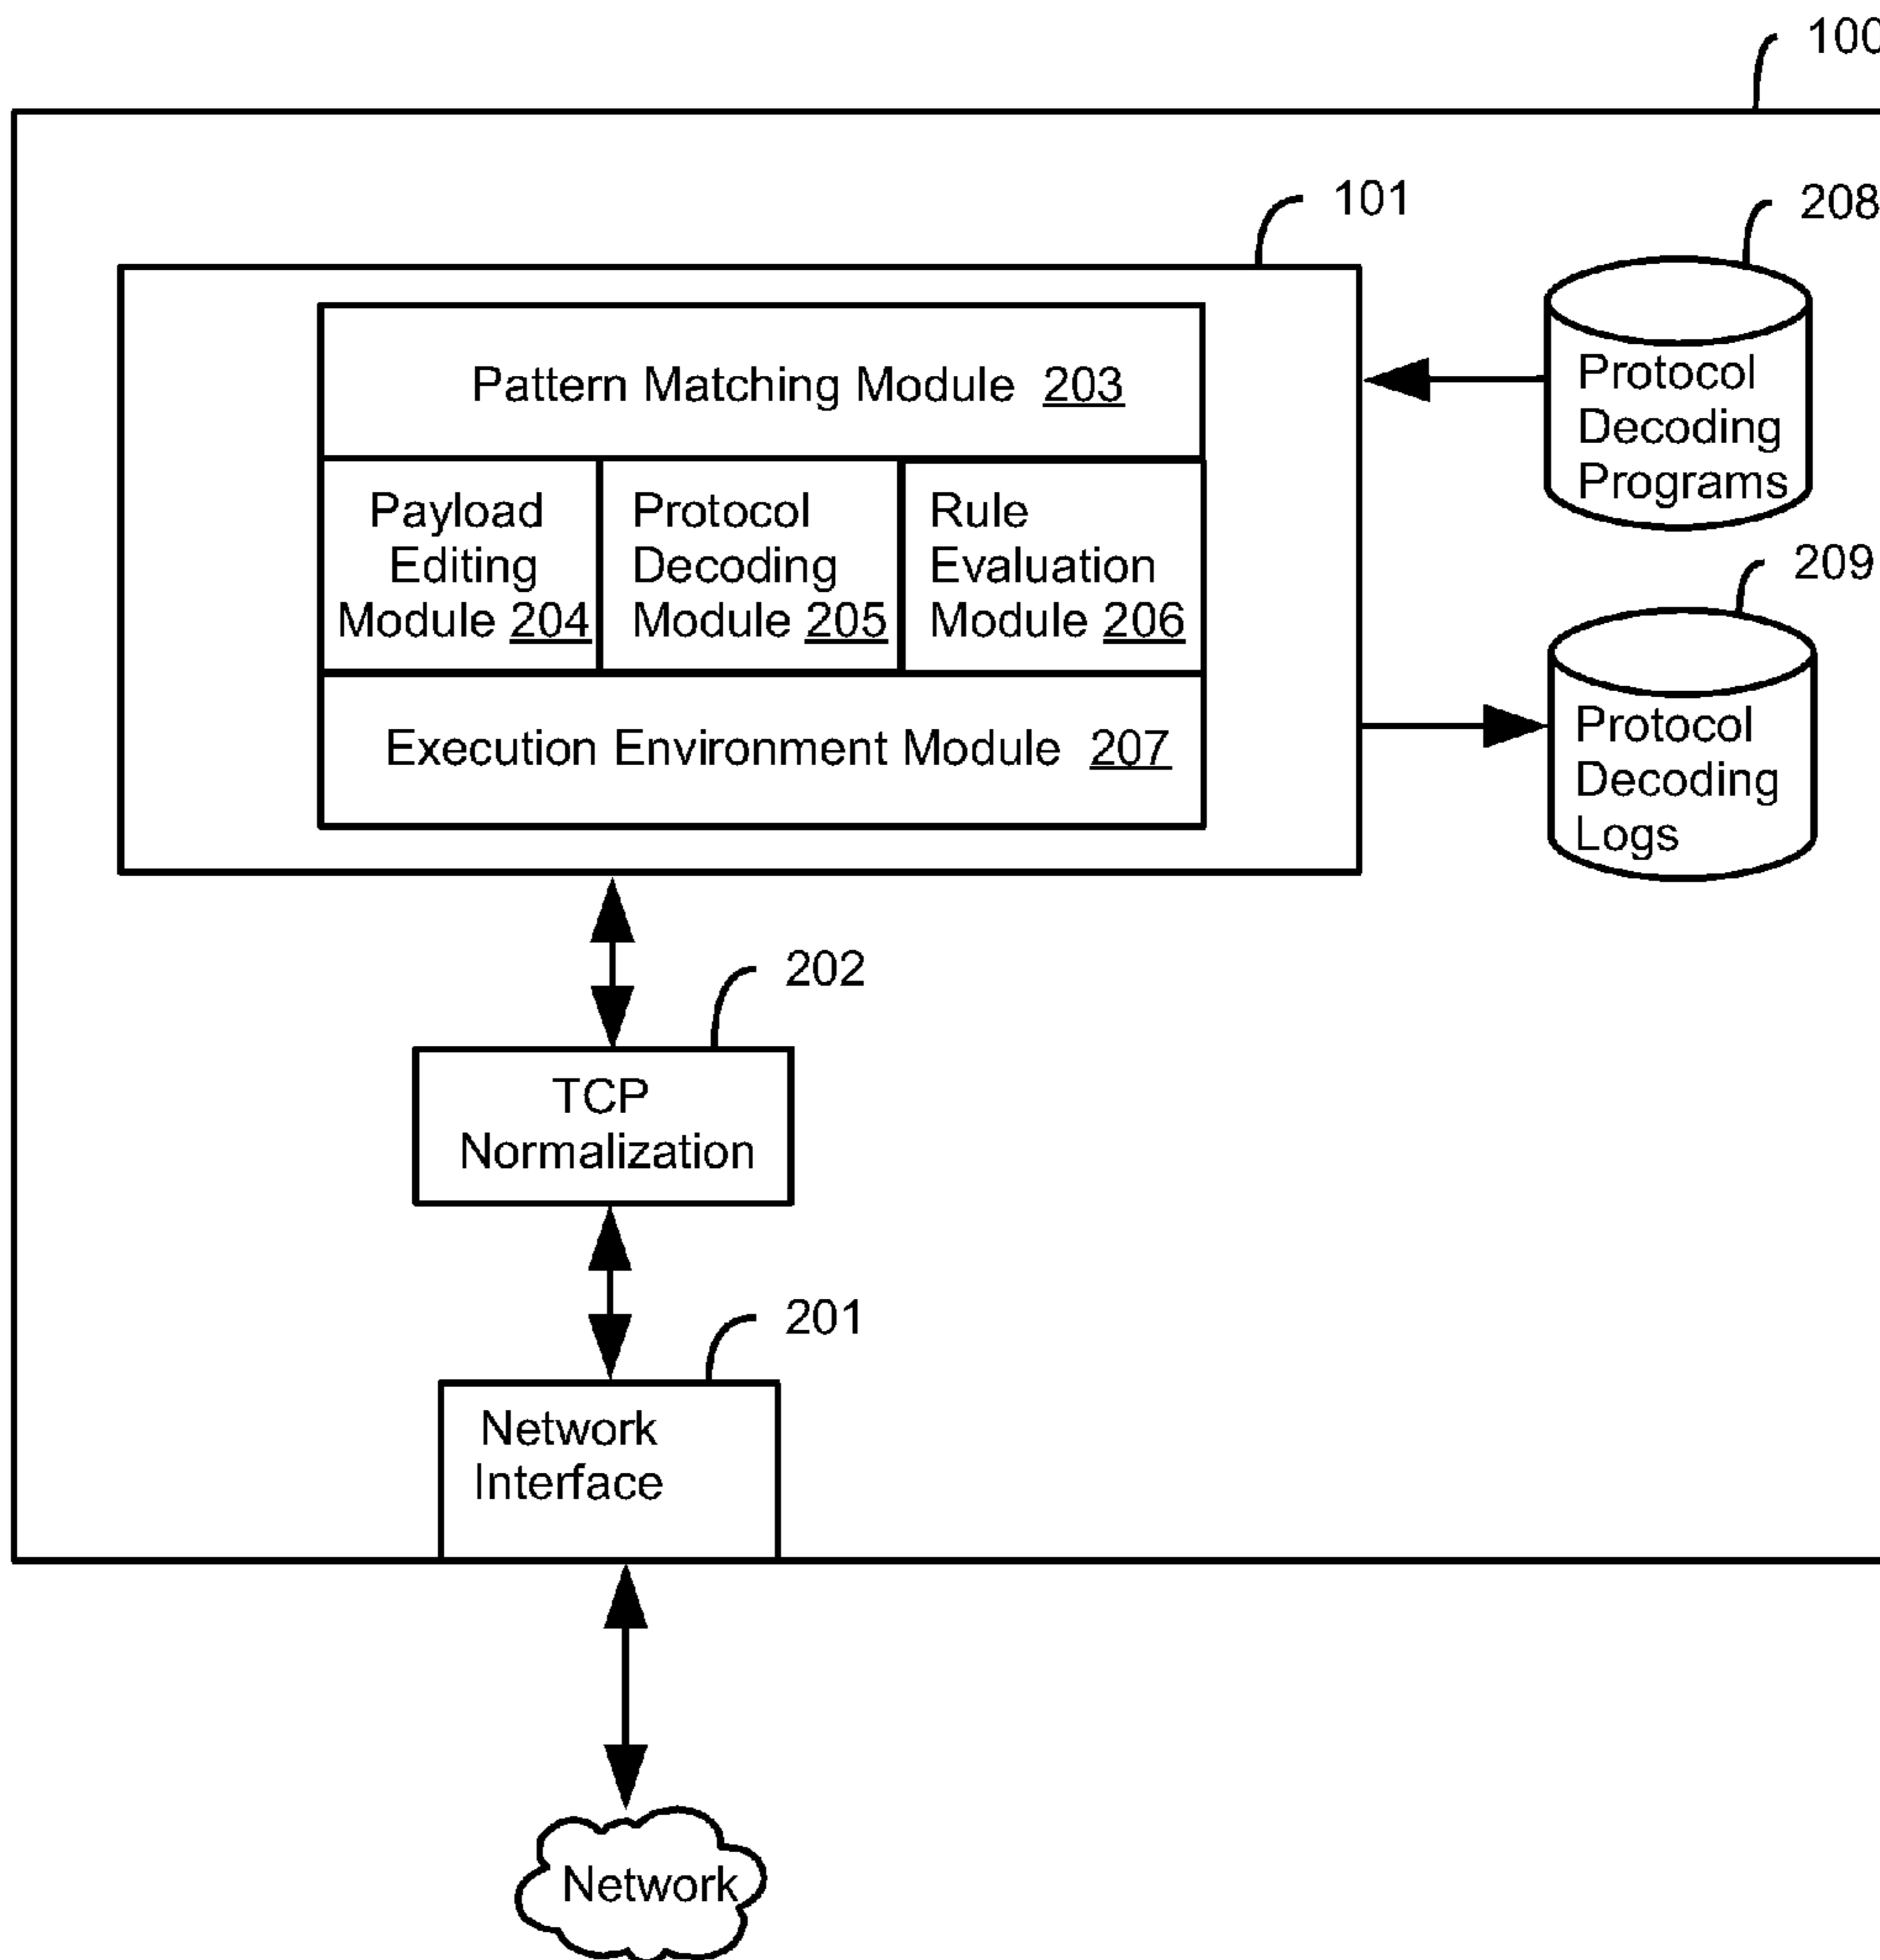 100
101
208
Pattern Matching Module 203
Protocol
Decoding
Programs
Payload
Editing
Module 204
Protocol
Decoding
Module 205
Rule
Evaluation
Module 206
209
Execution Environment Module 207
Protocol
Decoding
Logs
202
TCP
Normalization
201
Network
Interface
Network